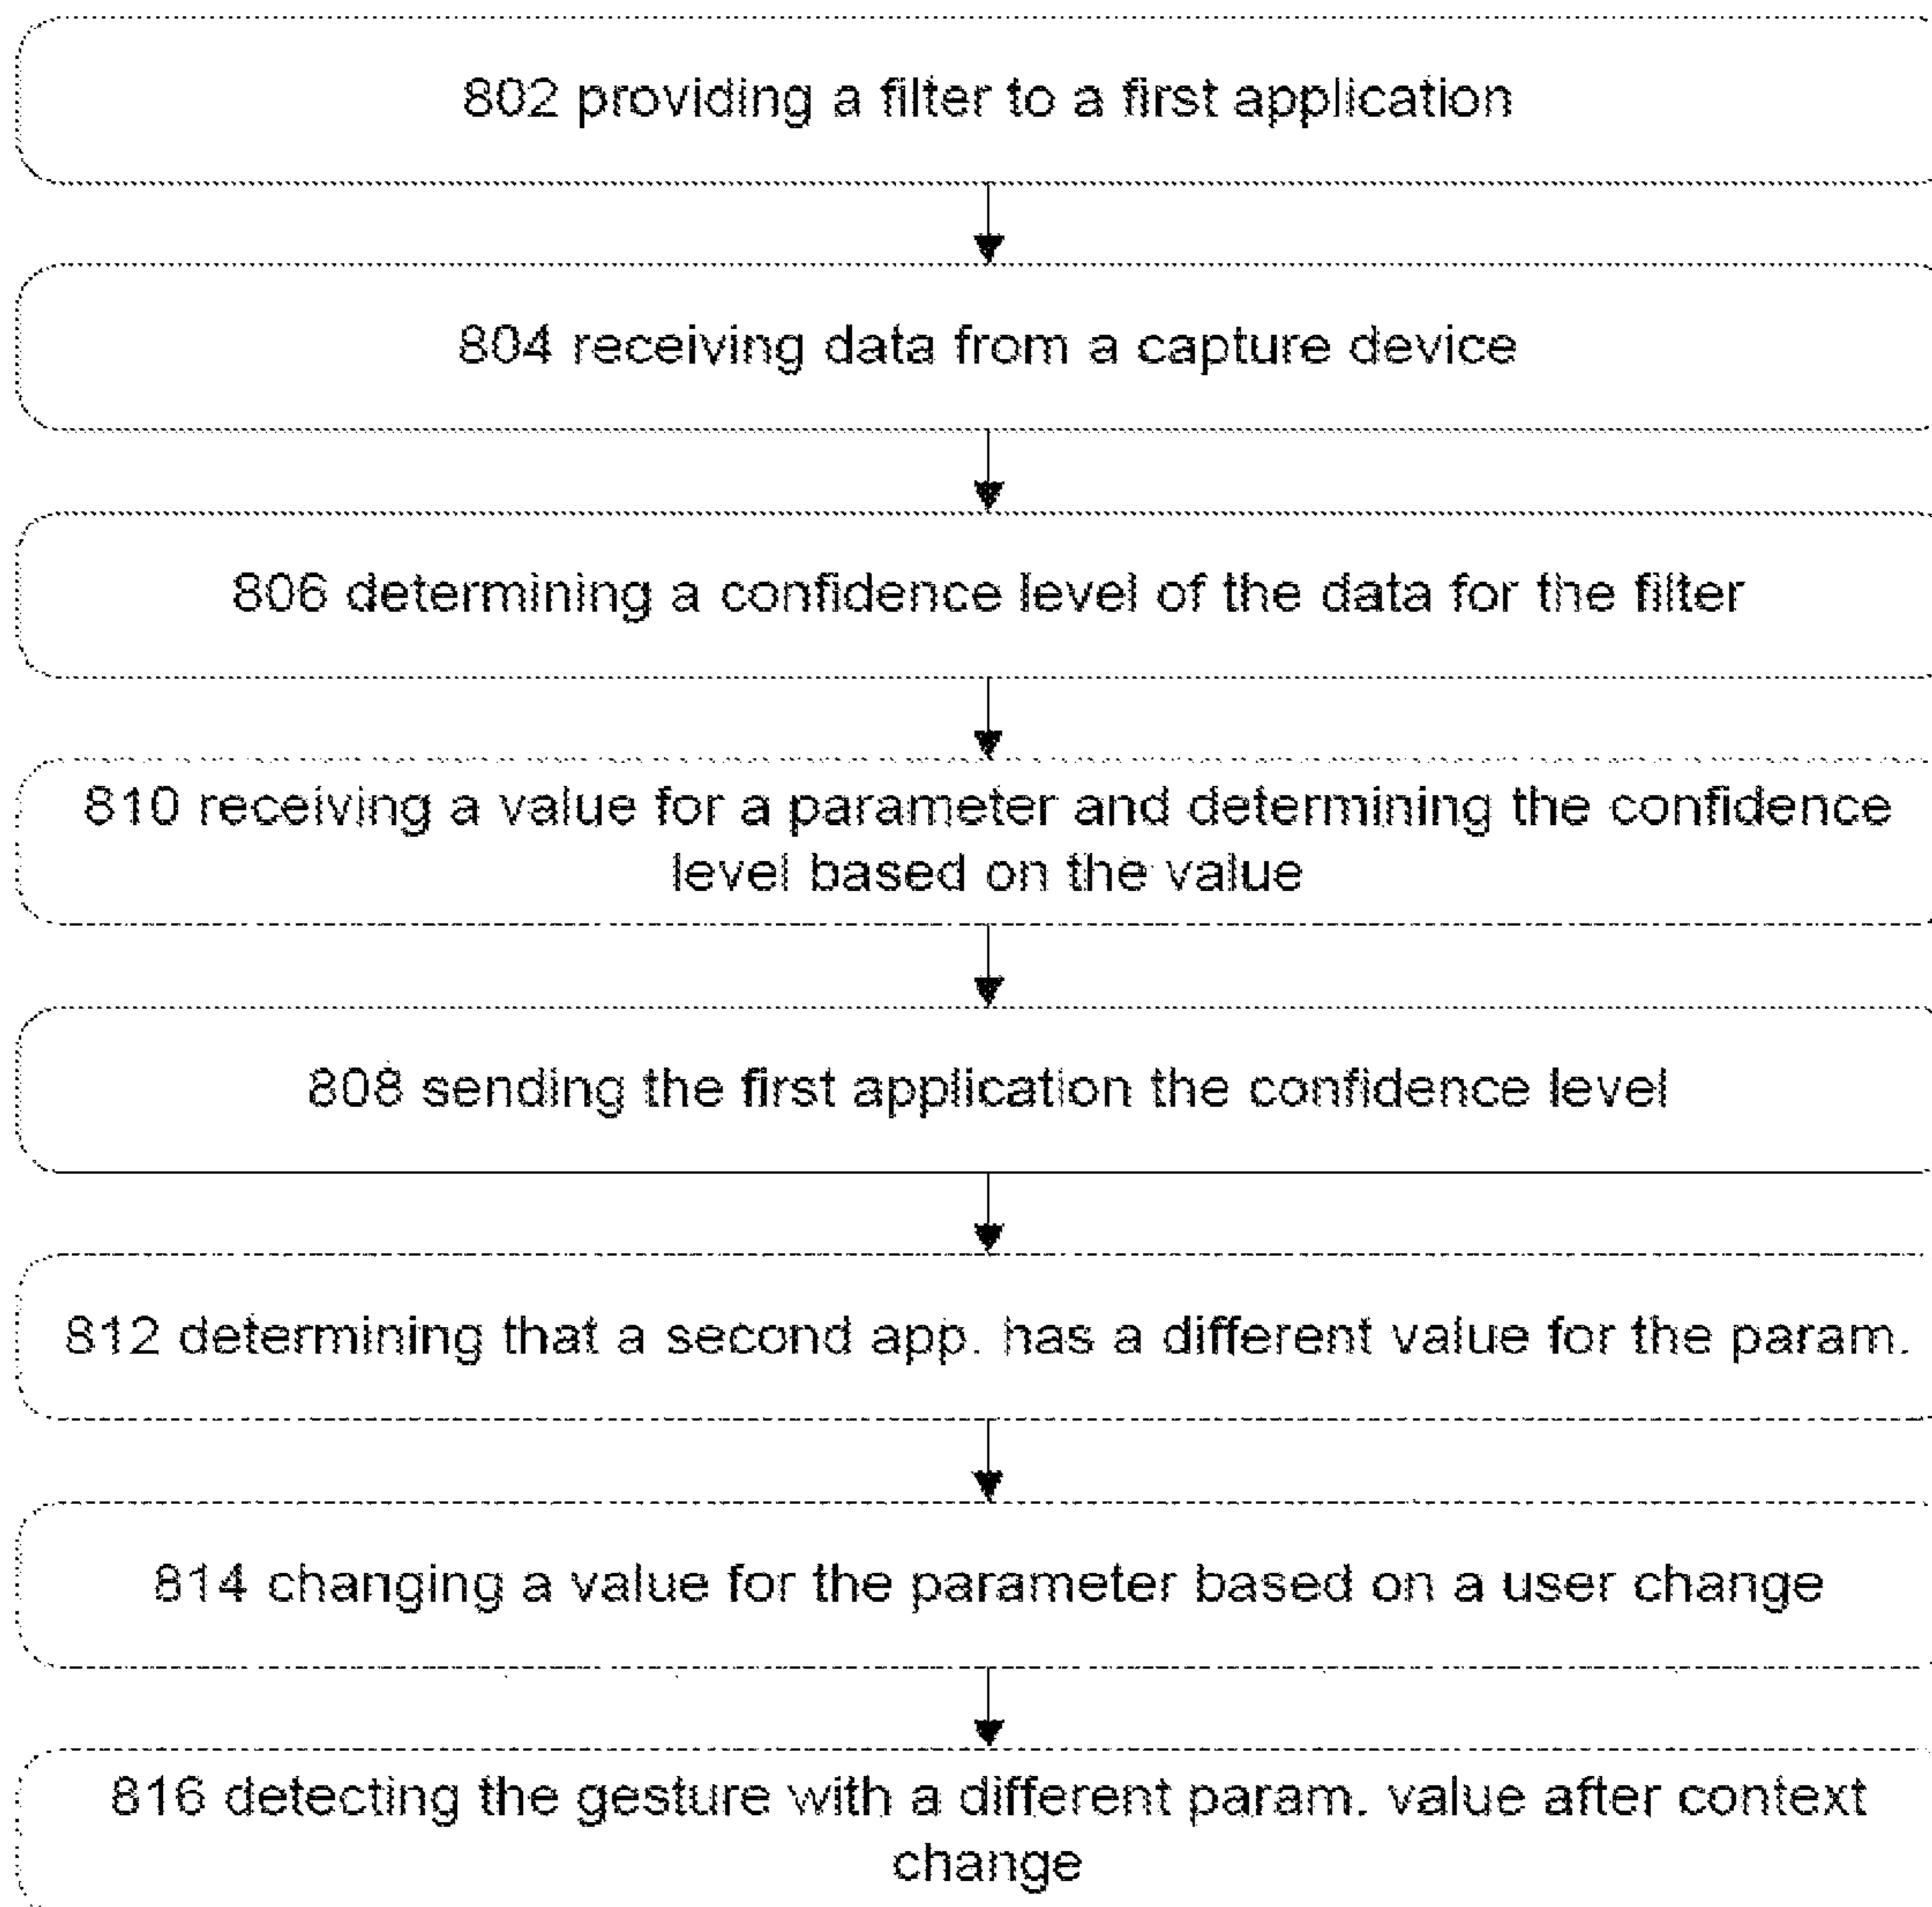 802 providing a filter to a first application
804 receiving data from a capture device
806 determining a confidence level of the data for the filter
810 receiving a value for a parameter and determining the confidence
level based on the value
808 sending the first application the confidence level
812 determining that a second app. has a different value for the param.
814 changing a value for the parameter based on a user change
816 detecting the gesture with a different param. value after context
change